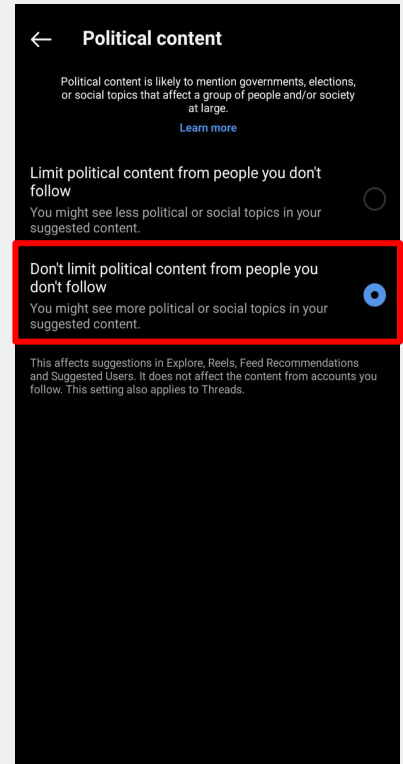 Political content
Political content is likely to mention governments, elections,
or social topics that affect a group of people and/or society
at large.
Learn more
Limit political content from people you don't
follow
You might see less political or social topics in your
suggested content.
Don't limit political content from people you
don't follow
You might see more political or social topics in your
suggested content.
This affects suggestions in Explore, Reels, Feed Recommendations
and Suggested Users. It does not affect the content from accounts you
follow. This setting also applies to Threads.